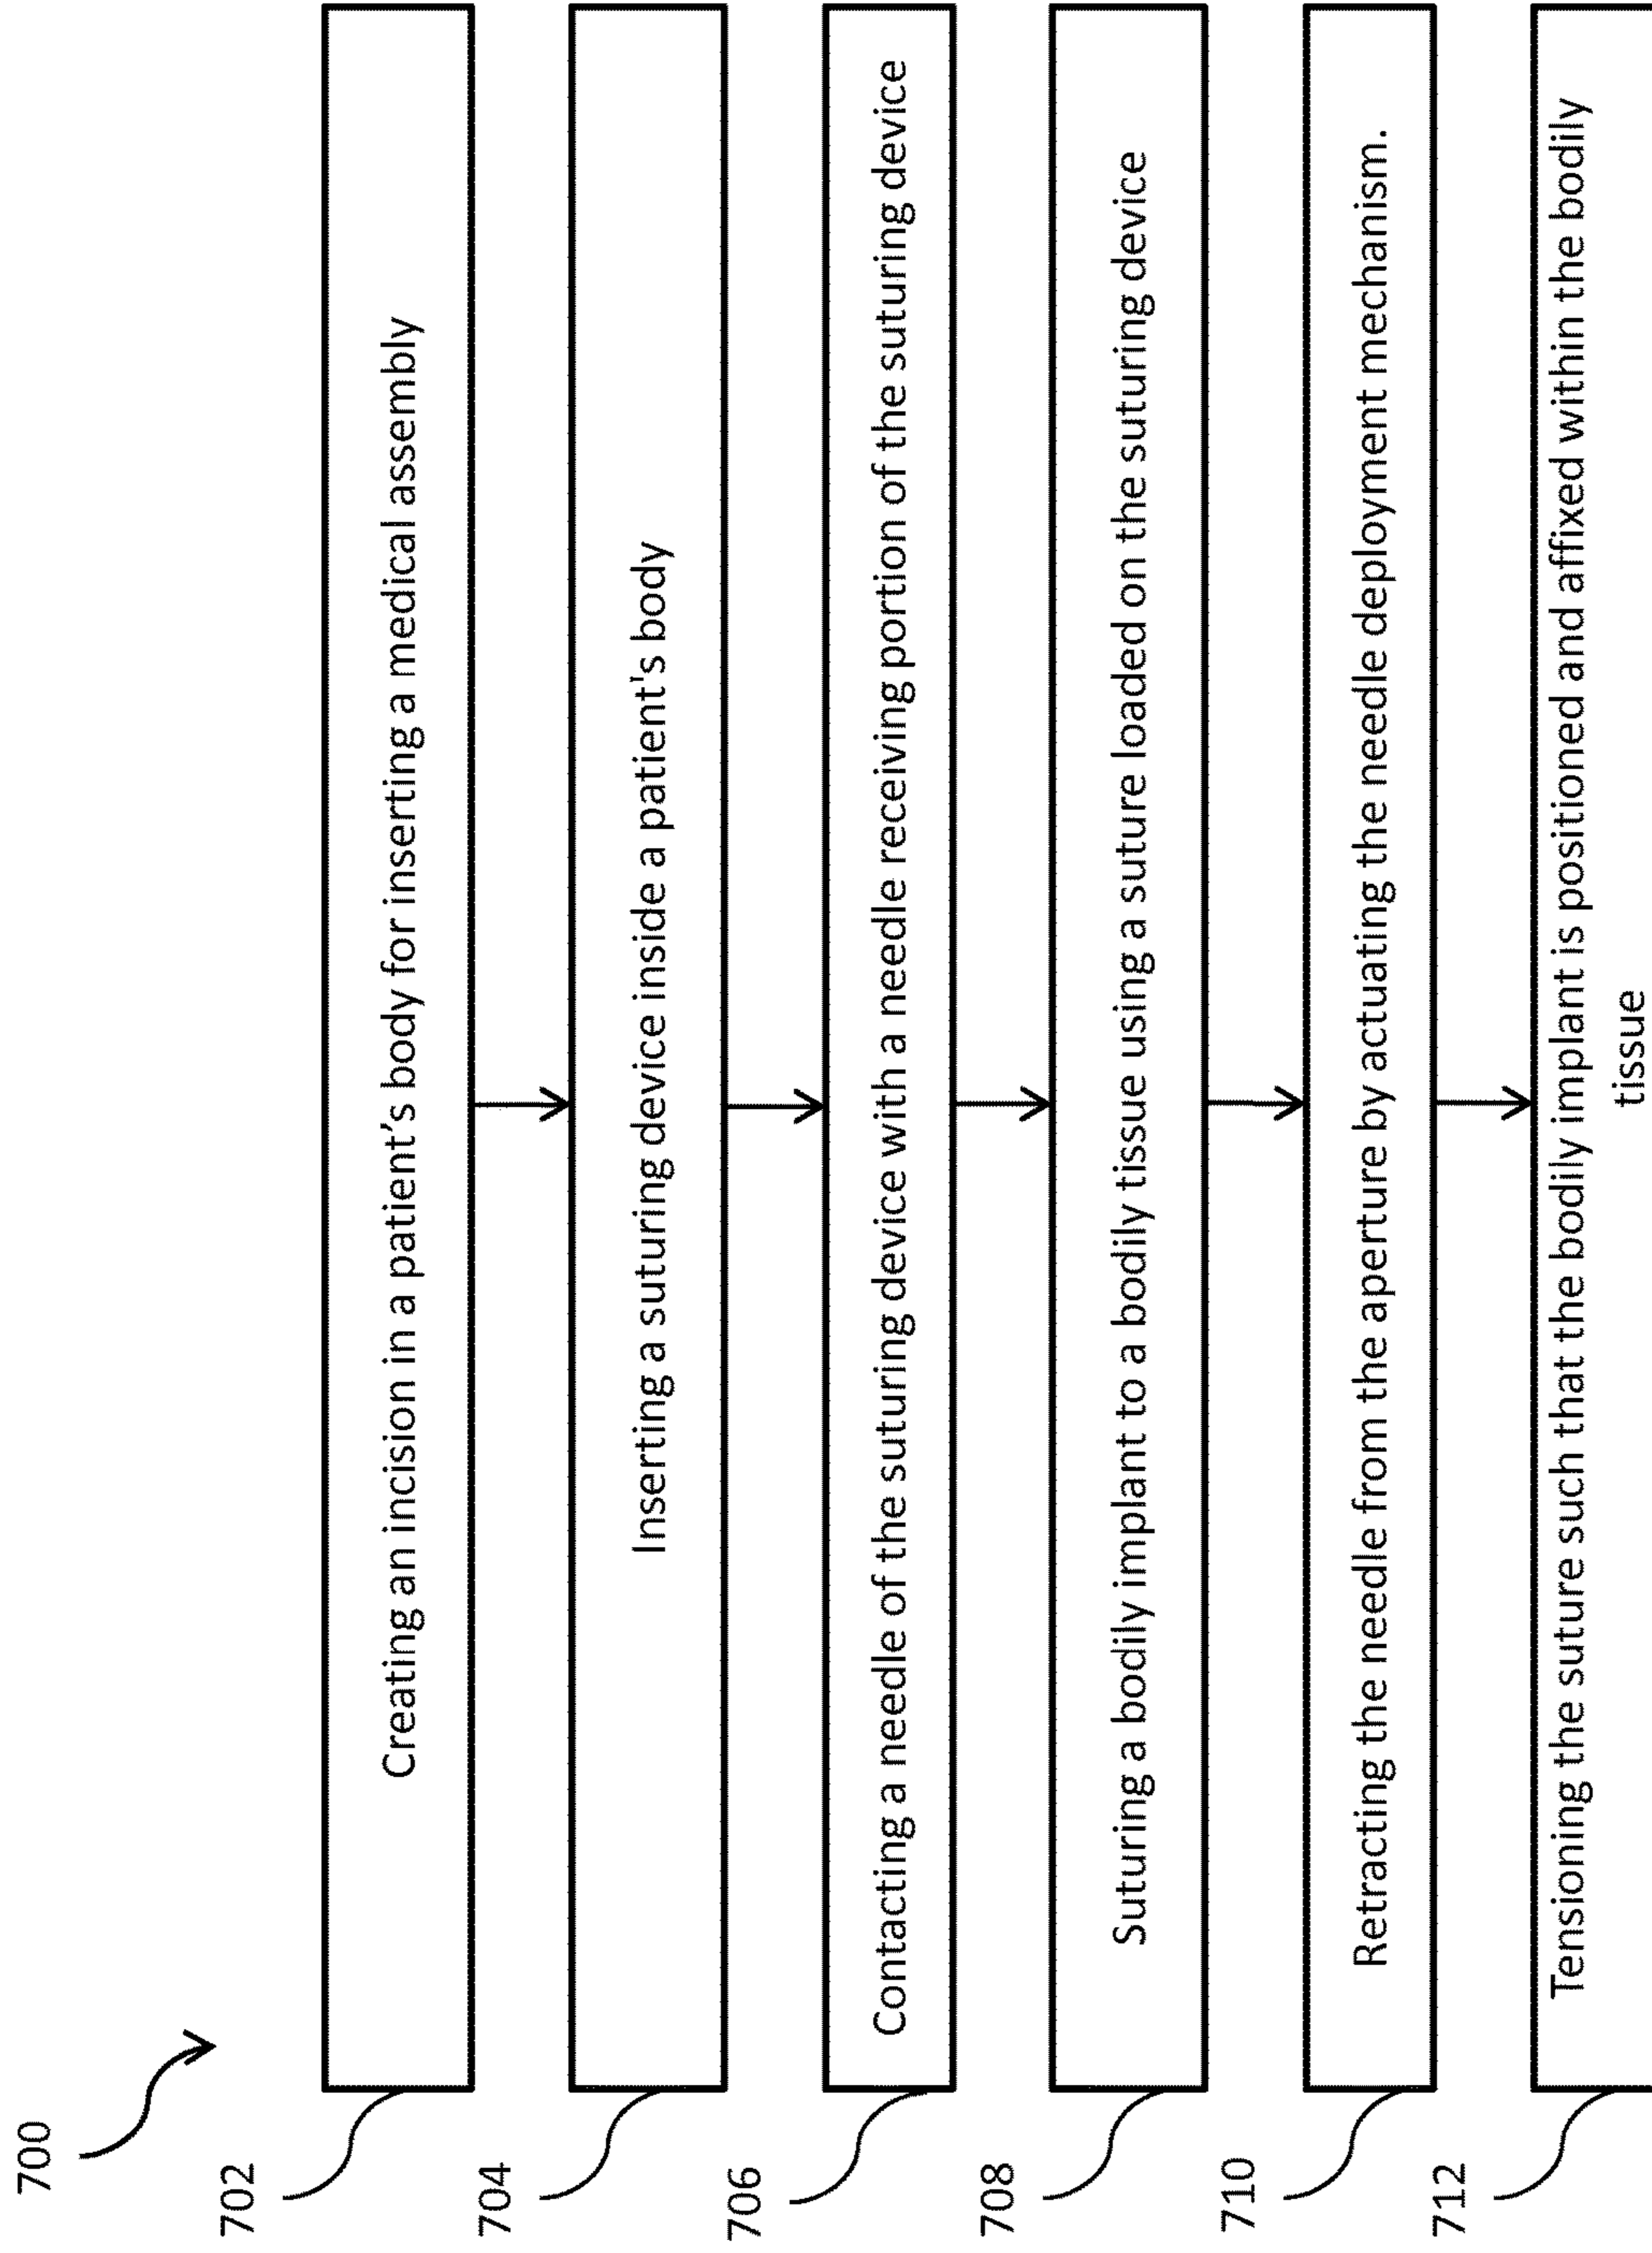 700
702
Creating an incision in a patient’s body for inserting a medical assembly
704
Inserting a suturing device inside a patient's body
706
Contacting a needle of the suturing device with a needle receiving portion of the suturing device
708
Suturing a bodily implant to a bodily tissue using a suture loaded on the suturing device
710
Retracting the needle from the aperture by actuating the needle deployment mechanism.
712
Tensioning the suture such that the bodily implant is positioned and affixed within the bodily
tissue